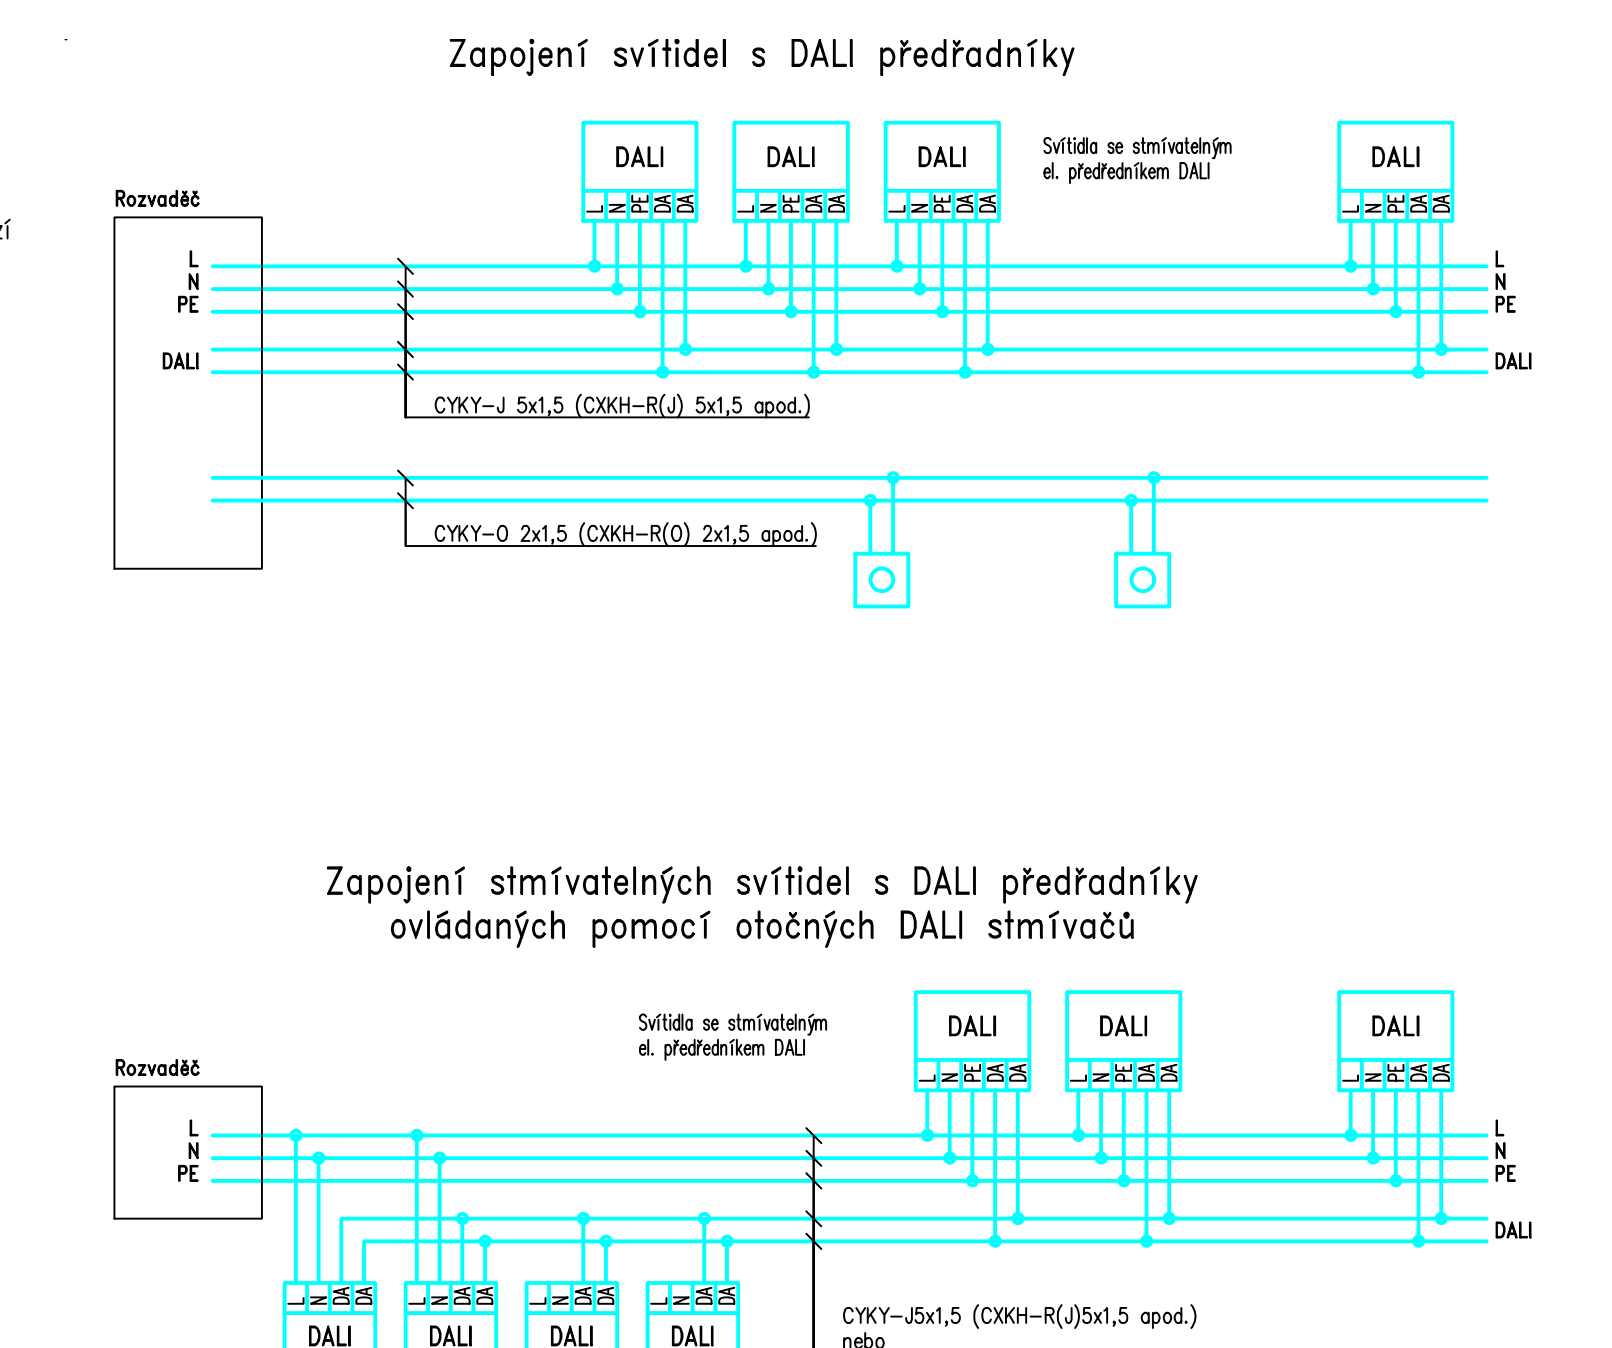 Zapojení svítidel s DALI předřadníky
DALI
DALI
DALI
DALI
Svítidla se stmívatelným
el. předředníkem DALI
L N PE DA DA
L N PE DA DA
L N PE DA DA
L N PE DA DA
Rozvaděč
zí
L
N
PE
DALI
L
N
PE
DALI
CYKY-J 5x1,5 (CXKH-R(J) 5x1,5 apod.)
CYKY-O 2x1,5 (CXKH-R(O) 2x1,5 apod.)
Zapojení stmívatelných svítidel s DALI předřadníky
ovládaných pomocí otočných DALI stmívačů
Svítidla se stmívatelným
el. předředníkem DALI
DALI
DALI
DALI
L N PE DA DA
L N PE DA DA
L N PE DA DA
Rozvaděč
L
N
PE
L
N
PE
DALI
L N DA DA
L N DA DA
L N DA DA
L N DA DA
DALI
DALI
DALI
DALI
CYKY-J5x1,5 (CXKH-R(J)5x1,5 apod.)
nebo